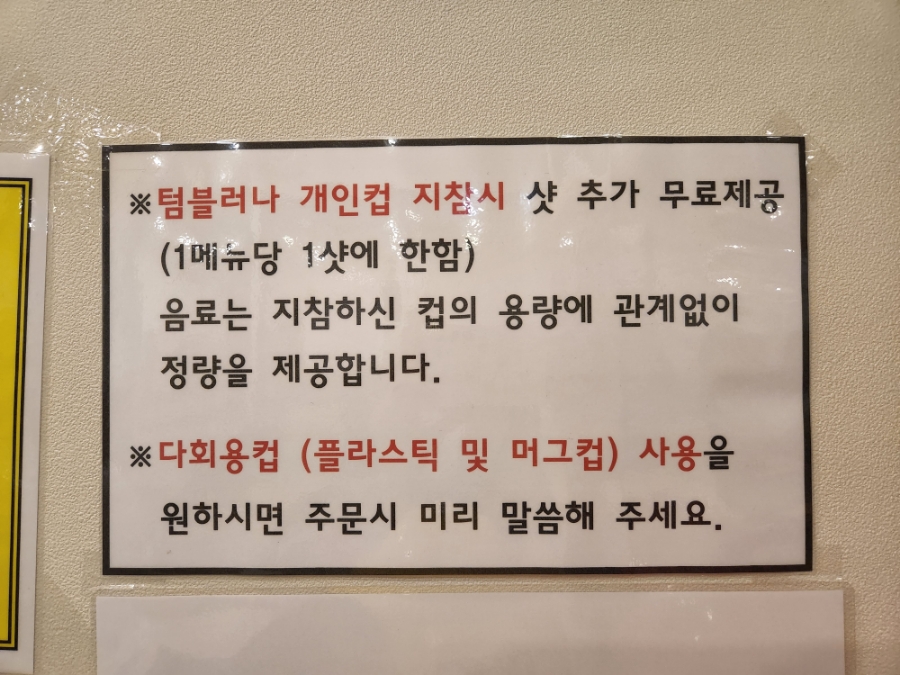 ※텀블러나 개인컵 지참시 샷 추가 무료제공
(1메뉴당 1샷에 한함)
음료는 지참하신 컵의 용량에 관계없이
정량을 제공합니다.
※다회용컵 (플라스틱 및 머그컵) 사용을
원하시면 주문시 미리 말씀해 주세요.